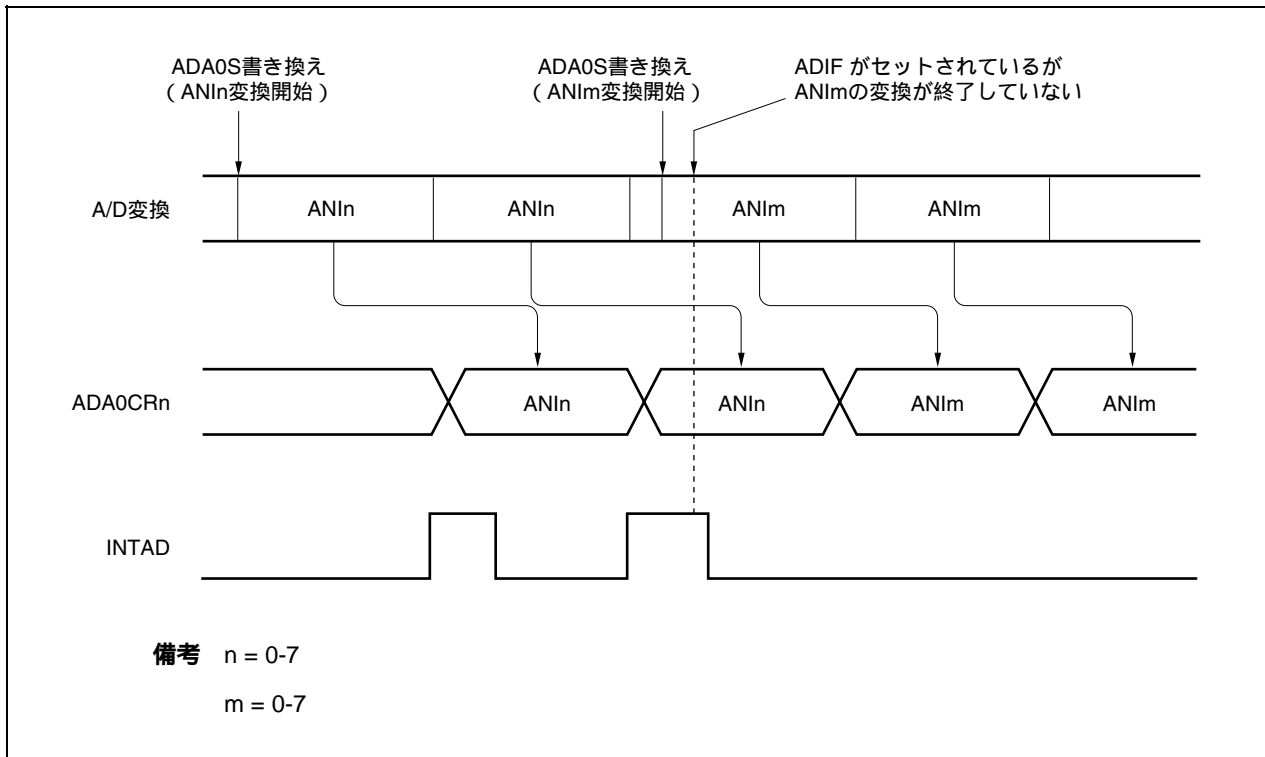 ADA0S書き換え
（ANIn変換開始）
ADA0S書き換え
（ANIm変換開始）
ADIF がセットされているが
ANImの変換が終了していない
A/D変換
ANIn
ANIn
ANIm
ANIm
ADA0CRn
ANIn
ANIn
ANIm
ANIm
INTAD
備考 n = 0-7
m = 0-7